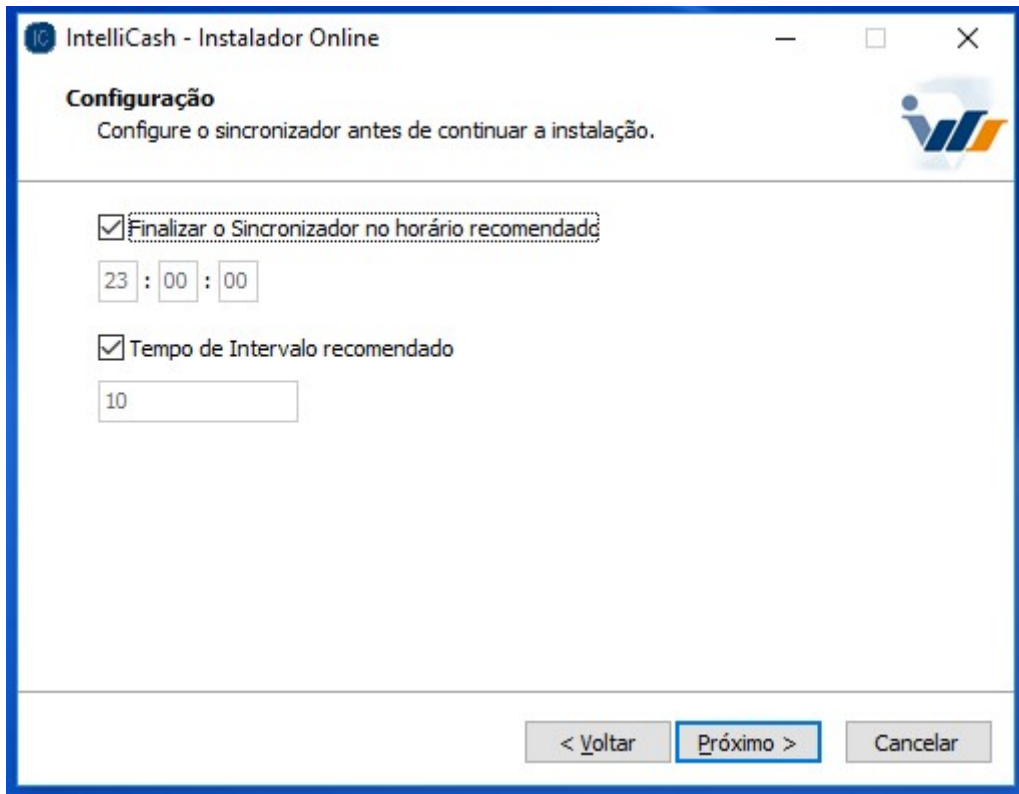 IC IntelliCash - Instalador Online
Configuração
Configure o sincronizador antes de continuar a instalação.
Finalizar o Sincronizador no horário recomendado
23 : 00 : 00
Tempo de Intervalo recomendado
10
< Voltar Próximo > Cancelar